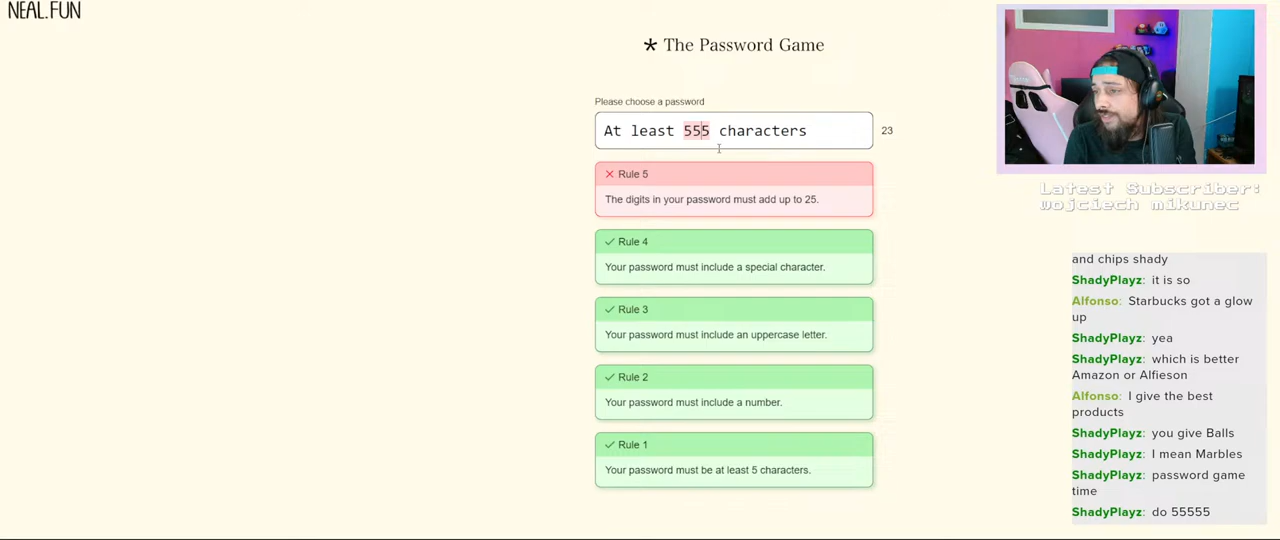 NEAL.FUN
* The Password Game
Please choose a password
At least 555 characters
23
× Rule 5
The digits in your password must add up to 25.
✓ Rule 4
Your password must include a special character.
✓ Rule 3
Your password must include an uppercase letter.
✓ Rule 2
Your password must include a number.
✓ Rule 1
Your password must be at least 5 characters.
Latest Subscriber:
wojciech mikunec
and chips shady
ShadyPlayz: it is so
Alfonso: Starbucks got a glow
up
ShadyPlayz: yea
ShadyPlayz: which is better
Amazon or Alfieson
Alfonso: I give the best
products
ShadyPlayz: you give Balls
ShadyPlayz: I mean Marbles
ShadyPlayz: password game
time
ShadyPlayz: do 55555